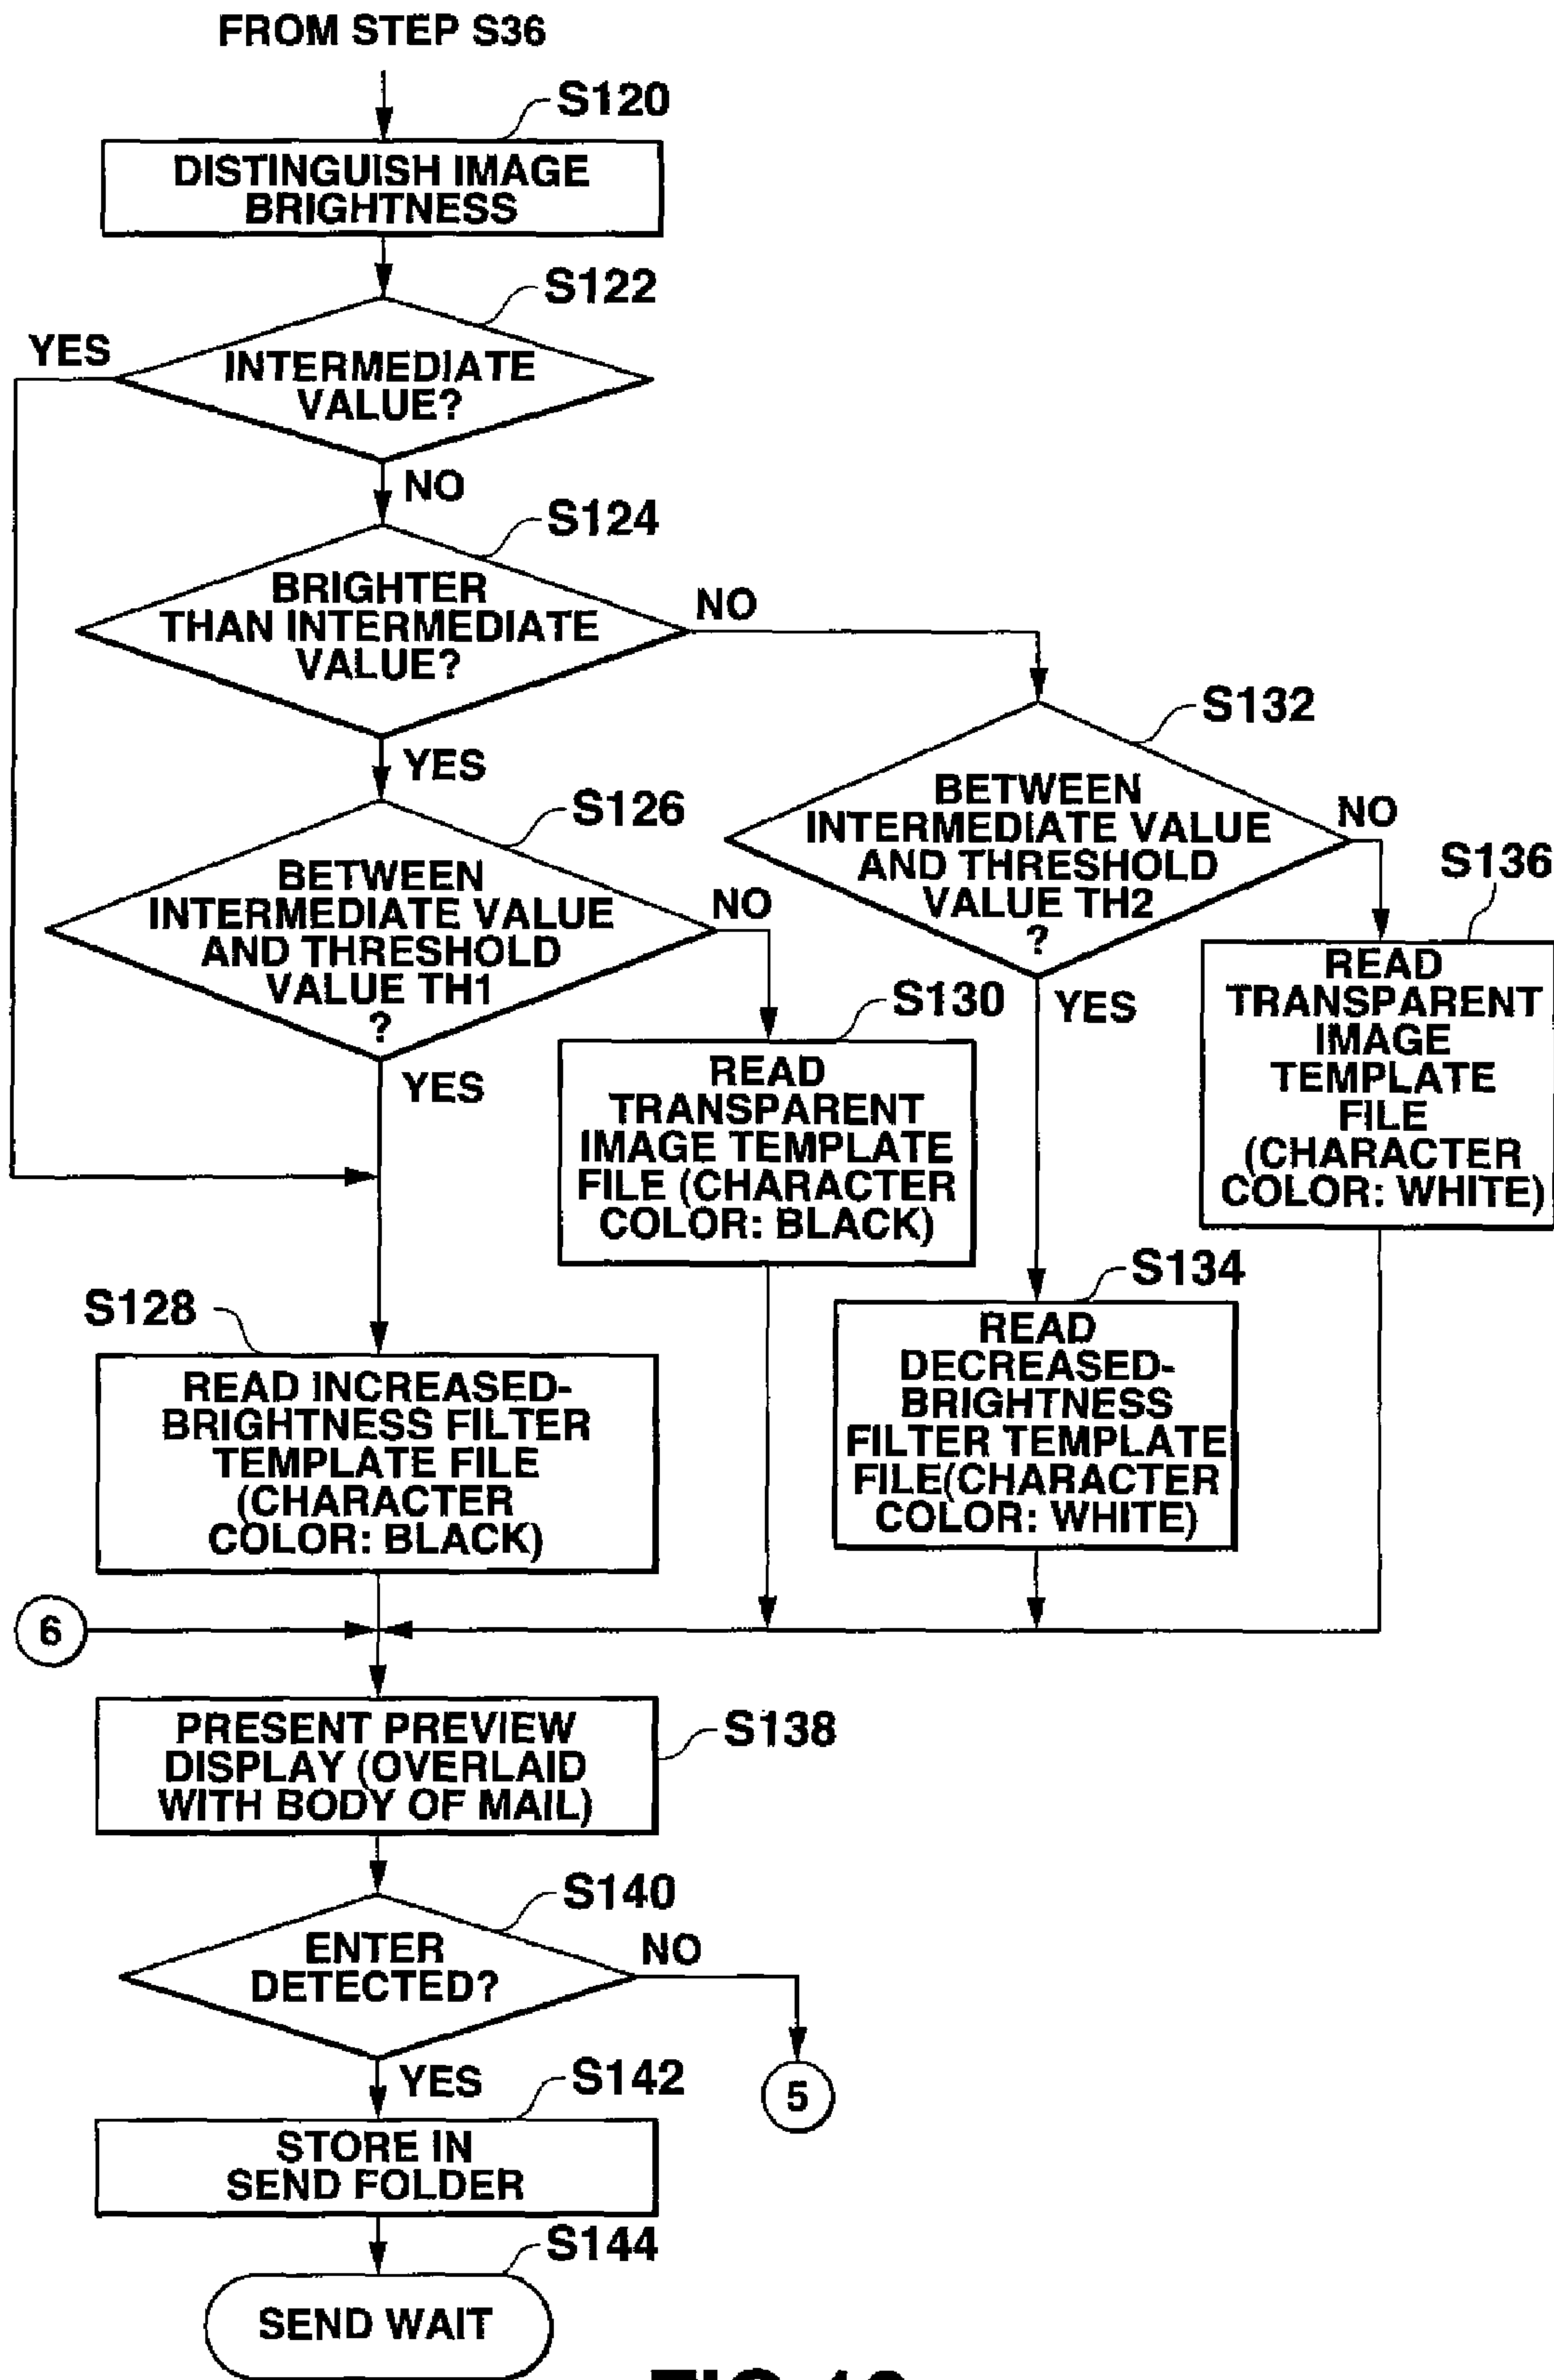 FROM STEP S36
S120
DISTINGUISH IMAGE
BRIGHTNESS
S122
YES
INTERMEDIATE
VALUE?
NO
S124
BRIGHTER
THAN INTERMEDIATE
VALUE?
NO
YES
S132
BETWEEN
INTERMEDIATE VALUE
AND THRESHOLD
VALUE TH2
?
NO
YES
S126
BETWEEN
INTERMEDIATE VALUE
AND THRESHOLD
VALUE TH1
?
NO
YES
S136
READ
TRANSPARENT
IMAGE
TEMPLATE
FILE
(CHARACTER
COLOR: WHITE)
S130
READ
TRANSPARENT
IMAGE TEMPLATE
FILE (CHARACTER
COLOR: BLACK)
S134
READ
DECREASED-
BRIGHTNESS
FILTER TEMPLATE
FILE(CHARACTER
COLOR: WHITE)
S128
READ INCREASED-
BRIGHTNESS FILTER
TEMPLATE FILE
(CHARACTER
COLOR: BLACK)
6
PRESENT PREVIEW
DISPLAY (OVERLAID
WITH BODY OF MAIL)
S138
S140
ENTER
DETECTED?
NO
5
YES
S142
STORE IN
SEND FOLDER
S144
SEND WAIT